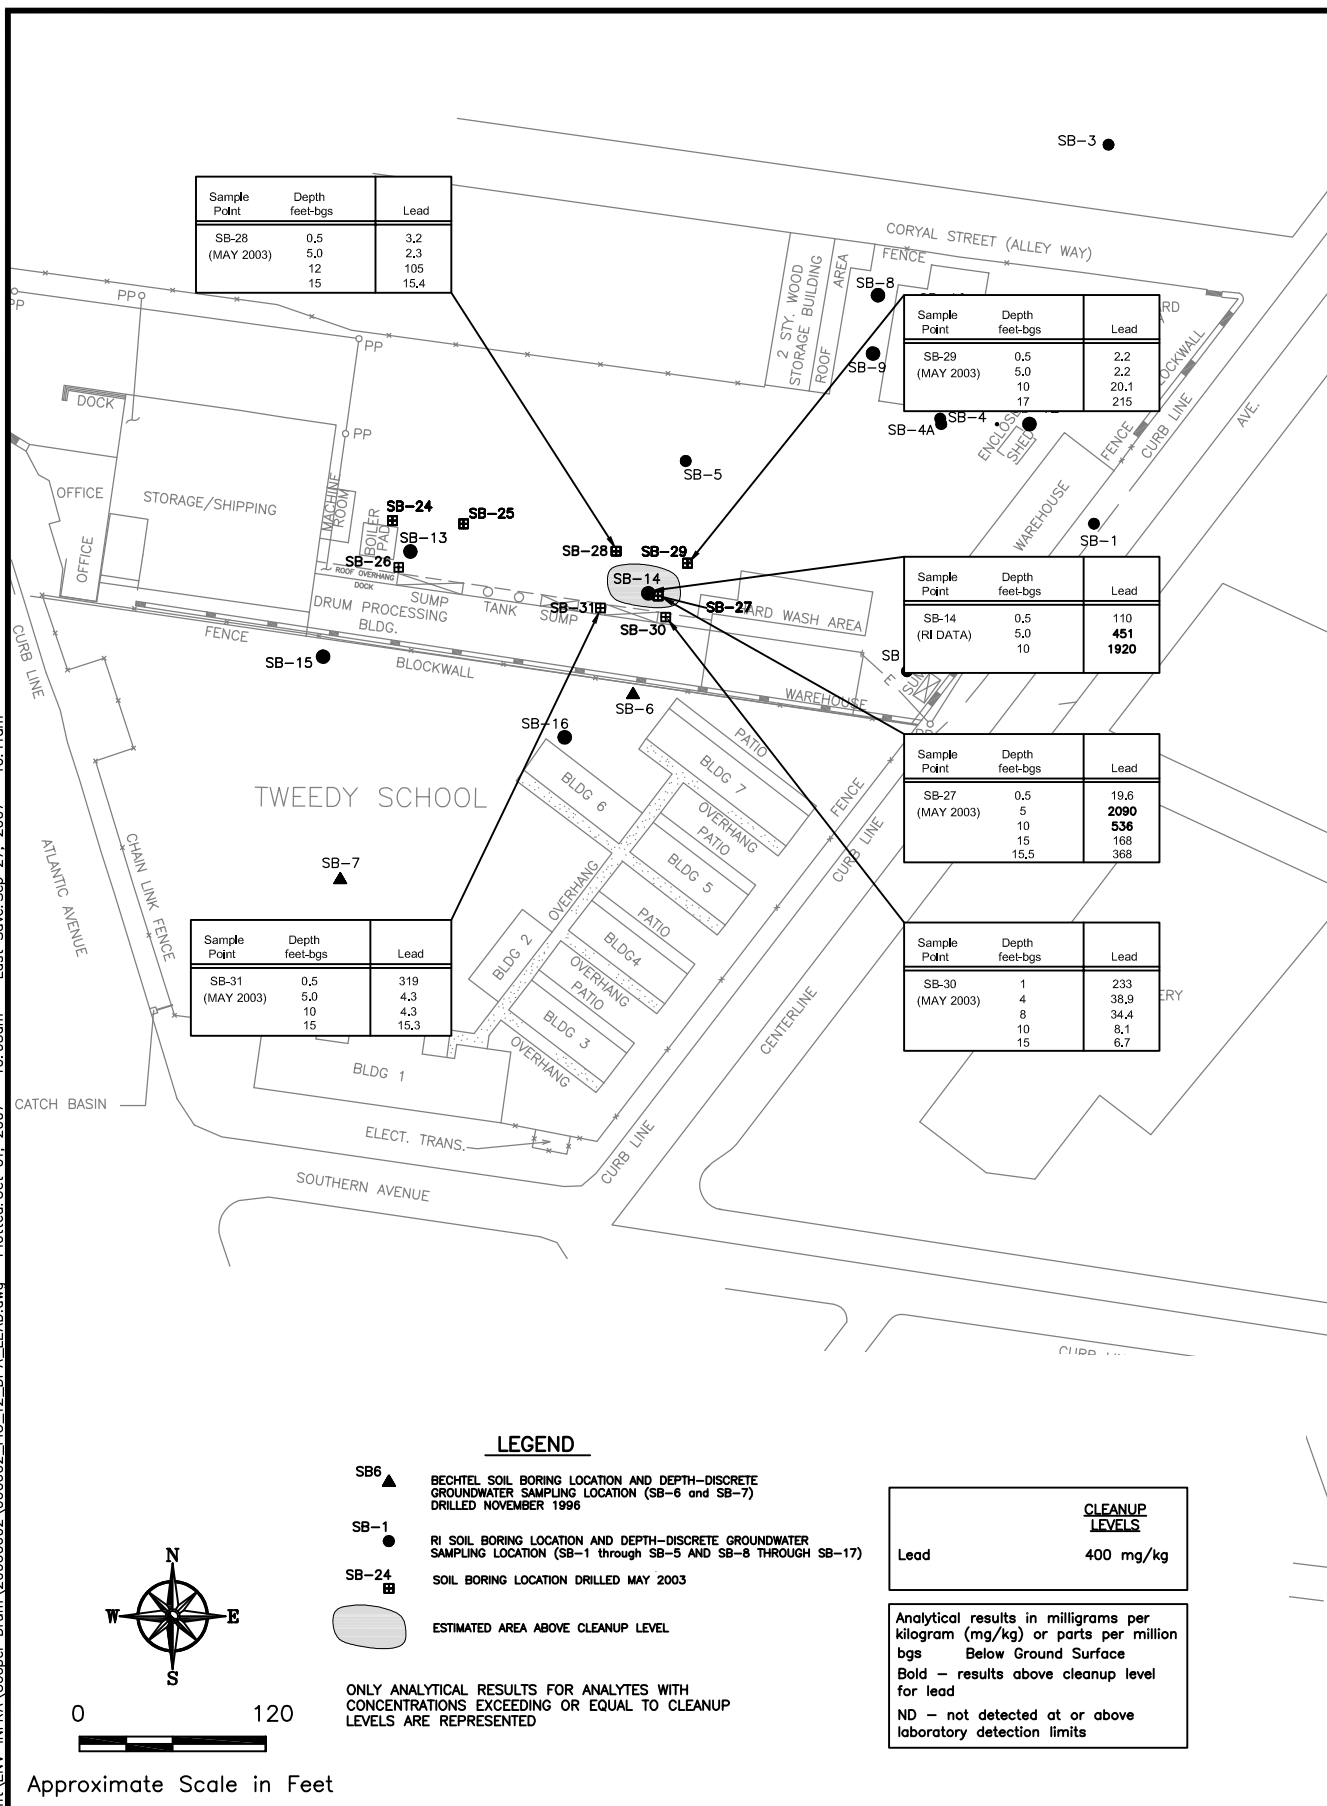 SB-3
Sample Point Depth feet-bgs Lead
SB-28 0.5 3.2
(MAY 2003) 5.0 2.3
12 105
15 15.4
CORYAL STREET (ALLEY WAY)
FENCE
2 STY. WOOD
STORAGE BUILDING
ROOF AREA
SB-8
SB-9
Sample Point Depth feet-bgs Lead
SB-29 0.5 2.2
(MAY 2003) 5.0 2.2
10 20.1
17 215
BLOCKWALL
PP
PP
PP
PP
DOCK
SB-4
SB-4A
ENCLOSE
SHED
FENCE
CURB LINE
AVE.
SB-5
OFFICE
STORAGE/SHIPPING
MACHINE
ROOM
BOILER
PAD
SB-24
SB-25
SB-13
SB-26
OFFICE
ROOF OVERHANG
DOCK
DRUM PROCESSING
BLDG.
SUMP
TANK
SUMP
SB-28
SB-29
SB-14
SB-31
SB-30
SB-27
HARD WASH AREA
WAREHOUSE
SB-1
Sample Point Depth feet-bgs Lead
SB-14 0.5 110
(RI DATA) 5.0 451
10 1920
SB
SUMP
CURB LINE
FENCE
BLOCKWALL
WAREHOUSE
SB-15
SB-6
SB-16
PP
Sample Point Depth feet-bgs Lead
SB-27 0.5 19.6
(MAY 2003) 5 2090
10 536
15 168
15.5 368
TWEEDY SCHOOL
BLDG 6
BLDG 7
PATIO
OVERHANG
PATIO
BLDG 5
PATIO
BLDG4
OVERHANG
PATIO
BLDG 3
OVERHANG
BLDG 2
OVERHANG
FENCE
CURB LINE
SB-7
ATLANTIC AVENUE
CHAIN LINK FENCE
Sample Point Depth feet-bgs Lead
SB-31 0.5 319
(MAY 2003) 5.0 4.3
10 4.3
15 15.3
Sample Point Depth feet-bgs Lead
SB-30 1 233
(MAY 2003) 4 38.9
8 34.4
10 8.1
15 6.7
ERY
CENTERLINE
BLDG 1
CATCH BASIN
ELECT. TRANS.
CURB LINE
SOUTHERN AVENUE
LEGEND
SB6
BECHTEL SOIL BORING LOCATION AND DEPTH-DISCRETE
GROUNDWATER SAMPLING LOCATION (SB-6 and SB-7)
DRILLED NOVEMBER 1996
SB-1
RI SOIL BORING LOCATION AND DEPTH-DISCRETE GROUNDWATER
SAMPLING LOCATION (SB-1 through SB-5 AND SB-8 THROUGH SB-17)
SB-24
SOIL BORING LOCATION DRILLED MAY 2003
ESTIMATED AREA ABOVE CLEANUP LEVEL
ONLY ANALYTICAL RESULTS FOR ANALYTES WITH
CONCENTRATIONS EXCEEDING OR EQUAL TO CLEANUP
LEVELS ARE REPRESENTED
CLEANUP
LEVELS
Lead 400 mg/kg
Analytical results in milligrams per
kilogram (mg/kg) or parts per million
bgs Below Ground Surface
Bold - results above cleanup level
for lead
ND - not detected at or above
laboratory detection limits
N
W E
S
0 120
Approximate Scale in Feet